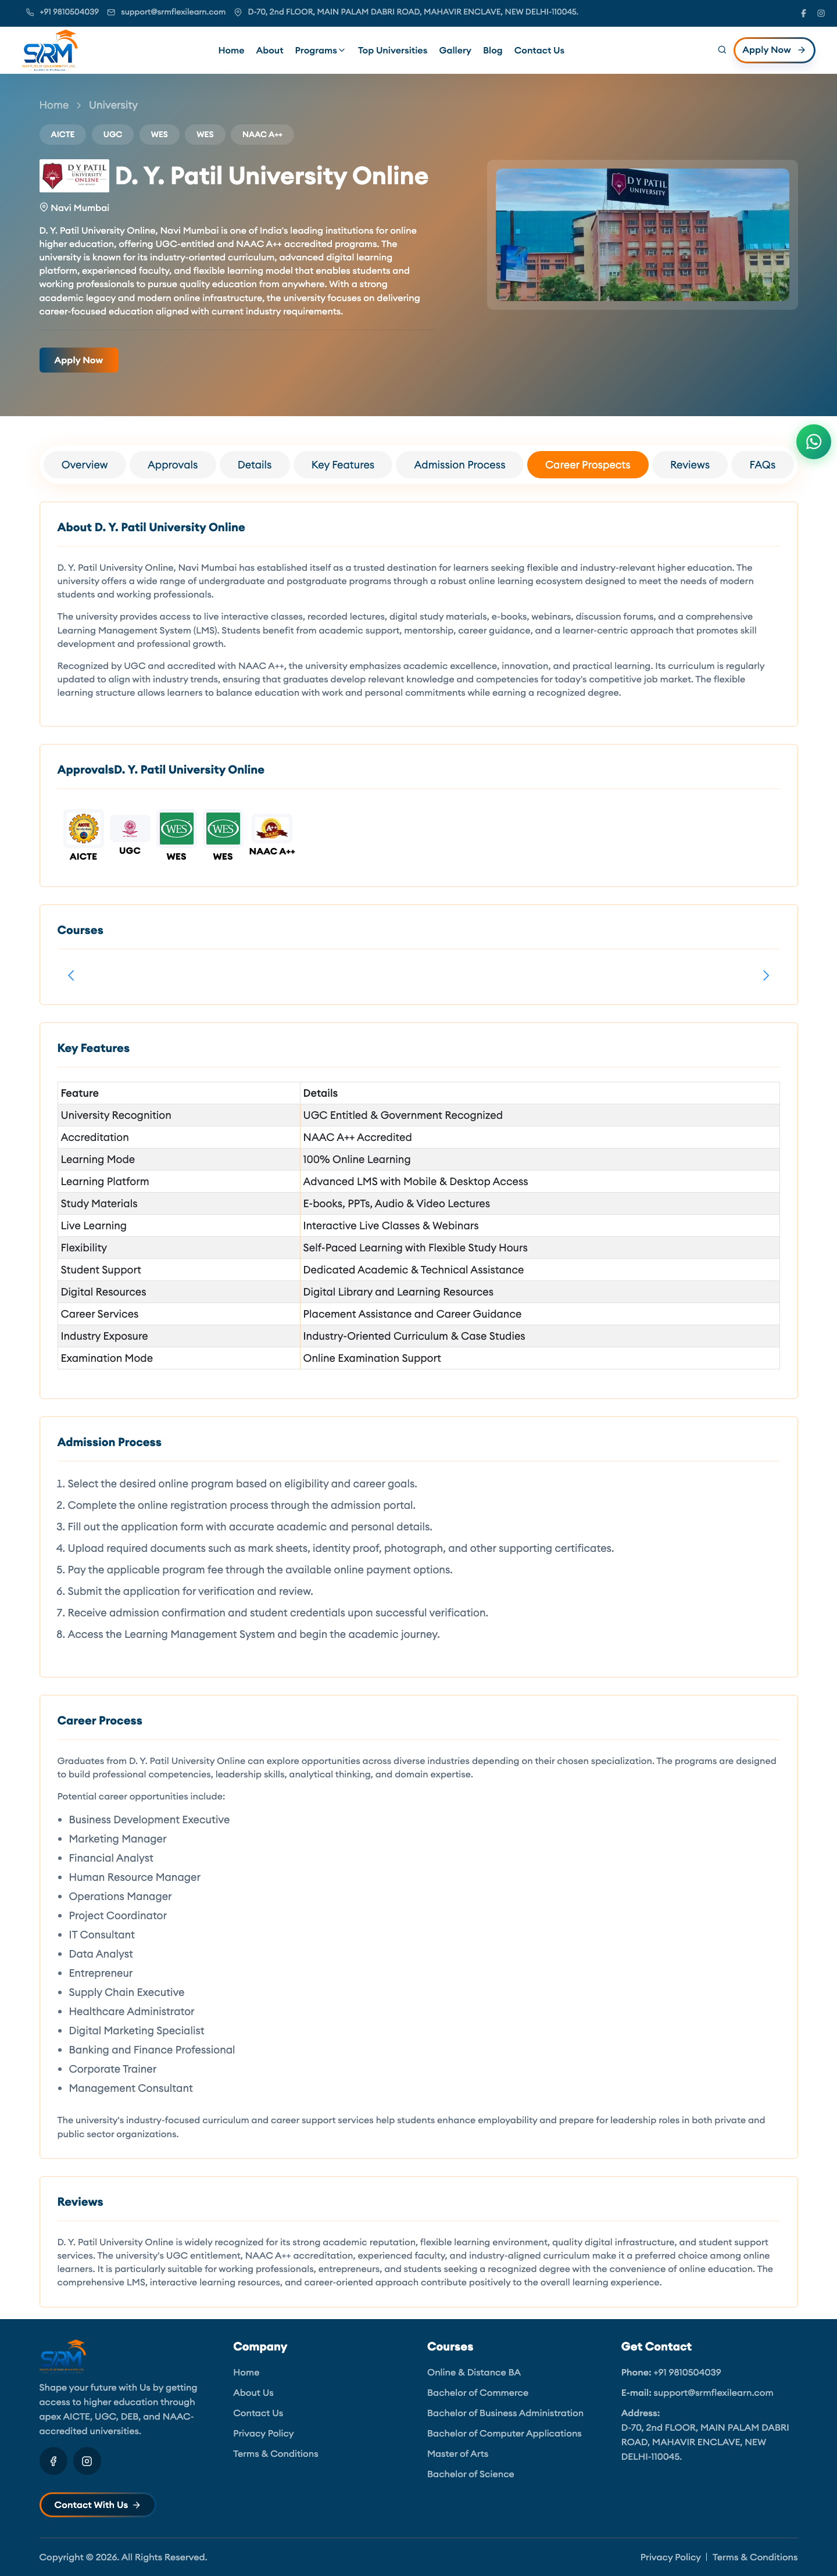 +91 9810504039 support@srmflexilearn.com D-70, 2nd FLOOR, MAIN PALAM DABRI ROAD, MAHAVIR ENCLAVE, NEW DELHI-110045.
SRM
Home About Programs Top Universities Gallery Blog Contact Us
Apply Now
Home University
AICTE UGC WES WES NAAC A++
D Y PATIL
D. Y. Patil University Online
D Y PATIL
UNIVERSITY
Navi Mumbai
D. Y. Patil University Online, Navi Mumbai is one of India's leading institutions for online
higher education, offering UGC-entitled and NAAC A++ accredited programs. The
university is known for its industry-oriented curriculum, advanced digital learning
platform, experienced faculty, and flexible learning model that enables students and
working professionals to pursue quality education from anywhere. With a strong
academic legacy and modern online infrastructure, the university focuses on delivering
career-focused education aligned with current industry requirements.
Apply Now
Overview Approvals Details Key Features Admission Process Career Prospects Reviews FAQs
About D. Y. Patil University Online
D. Y. Patil University Online, Navi Mumbai has established itself as a trusted destination for learners seeking flexible and industry-relevant higher education. The
university offers a wide range of undergraduate and postgraduate programs through a robust online learning ecosystem designed to meet the needs of modern
students and working professionals.
The university provides access to live interactive classes, recorded lectures, digital study materials, e-books, webinars, discussion forums, and a comprehensive
Learning Management System (LMS). Students benefit from academic support, mentorship, career guidance, and a learner-centric approach that promotes skill
development and professional growth.
Recognized by UGC and accredited with NAAC A++, the university emphasizes academic excellence, innovation, and practical learning. Its curriculum is regularly
updated to align with industry trends, ensuring that graduates develop relevant knowledge and competencies for today's competitive job market. The flexible
learning structure allows learners to balance education with work and personal commitments while earning a recognized degree.
ApprovalsD. Y. Patil University Online
WES WES A++
AICTE UGC WES WES NAAC A++
Courses
Key Features
Feature Details
University Recognition UGC Entitled & Government Recognized
Accreditation NAAC A++ Accredited
Learning Mode 100% Online Learning
Learning Platform Advanced LMS with Mobile & Desktop Access
Study Materials E-books, PPTs, Audio & Video Lectures
Live Learning Interactive Live Classes & Webinars
Flexibility Self-Paced Learning with Flexible Study Hours
Student Support Dedicated Academic & Technical Assistance
Digital Resources Digital Library and Learning Resources
Career Services Placement Assistance and Career Guidance
Industry Exposure Industry-Oriented Curriculum & Case Studies
Examination Mode Online Examination Support
Admission Process
1. Select the desired online program based on eligibility and career goals.
2. Complete the online registration process through the admission portal.
3. Fill out the application form with accurate academic and personal details.
4. Upload required documents such as mark sheets, identity proof, photograph, and other supporting certificates.
5. Pay the applicable program fee through the available online payment options.
6. Submit the application for verification and review.
7. Receive admission confirmation and student credentials upon successful verification.
8. Access the Learning Management System and begin the academic journey.
Career Process
Graduates from D. Y. Patil University Online can explore opportunities across diverse industries depending on their chosen specialization. The programs are designed
to build professional competencies, leadership skills, analytical thinking, and domain expertise.
Potential career opportunities include:
• Business Development Executive
• Marketing Manager
• Financial Analyst
• Human Resource Manager
• Operations Manager
• Project Coordinator
• IT Consultant
• Data Analyst
• Entrepreneur
• Supply Chain Executive
• Healthcare Administrator
• Digital Marketing Specialist
• Banking and Finance Professional
• Corporate Trainer
• Management Consultant
The university's industry-focused curriculum and career support services help students enhance employability and prepare for leadership roles in both private and
public sector organizations.
Reviews
D. Y. Patil University Online is widely recognized for its strong academic reputation, flexible learning environment, quality digital infrastructure, and student support
services. The university's UGC entitlement, NAAC A++ accreditation, experienced faculty, and industry-aligned curriculum make it a preferred choice among online
learners. It is particularly suitable for working professionals, entrepreneurs, and students seeking a recognized degree with the convenience of online education. The
comprehensive LMS, interactive learning resources, and career-oriented approach contribute positively to the overall learning experience.
SRM
Shape your future with Us by getting
access to higher education through
apex AICTE, UGC, DEB, and NAAC-
accredited universities.
Contact With Us
Company
Home
About Us
Contact Us
Privacy Policy
Terms & Conditions
Courses
Online & Distance BA
Bachelor of Commerce
Bachelor of Business Administration
Bachelor of Computer Applications
Master of Arts
Bachelor of Science
Get Contact
Phone: +91 9810504039
E-mail: support@srmflexilearn.com
Address:
D-70, 2nd FLOOR, MAIN PALAM DABRI
ROAD, MAHAVIR ENCLAVE, NEW
DELHI-110045.
Copyright © 2026. All Rights Reserved.
Privacy Policy | Terms & Conditions